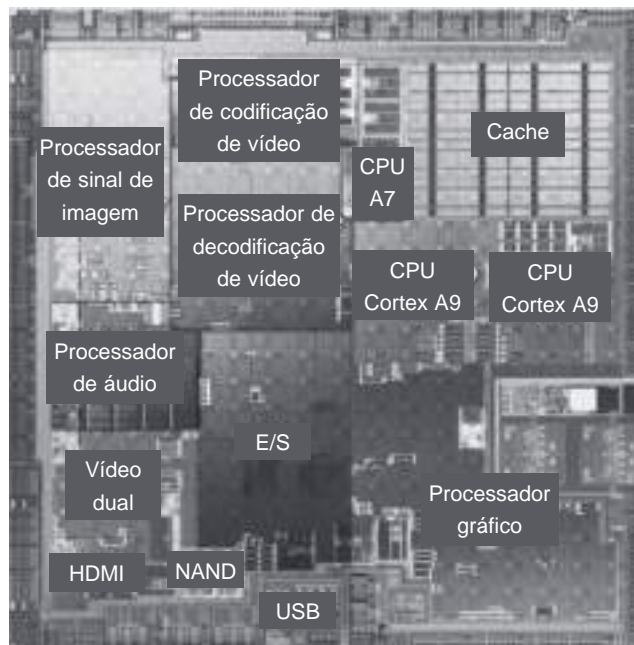 Processador
de codificação
de vídeo
Cache
Processador
de sinal de
imagem
CPU
A7
Processador de
decodificação
de vídeo
CPU
Cortex A9
CPU
Cortex A9
Processador
de áudio
E/S
Vídeo
dual
Processador
gráfico
HDMI
NAND
USB